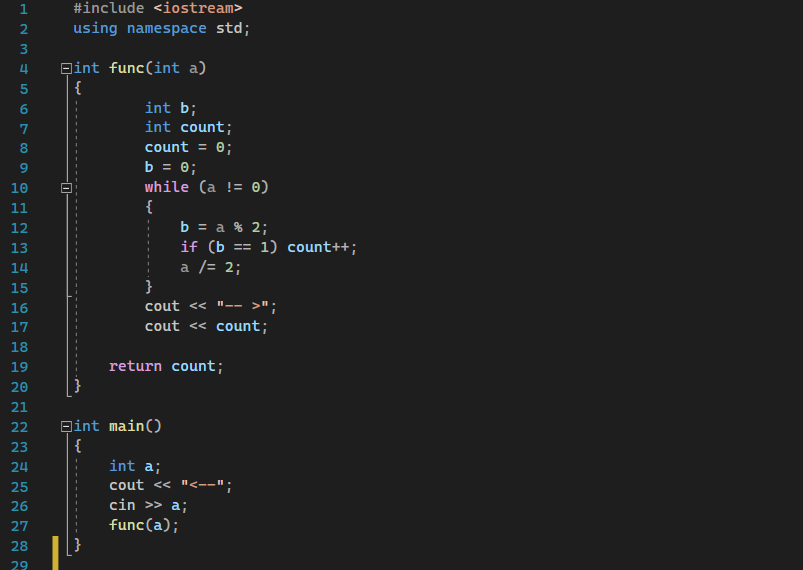 1 #include <iostream>
2 using namespace std;
3
4 int func(int a)
5 {
6 int b;
7 int count;
8 count = 0;
9 b = 0;
10 while (a != 0)
11 {
12 b = a % 2;
13 if (b == 1) count++;
14 a /= 2;
15 }
16 cout << "-- >";
17 cout << count;
18
19 return count;
20 }
21
22 int main()
23 {
24 int a;
25 cout << "<--";
26 cin >> a;
27 func(a);
28 }
29